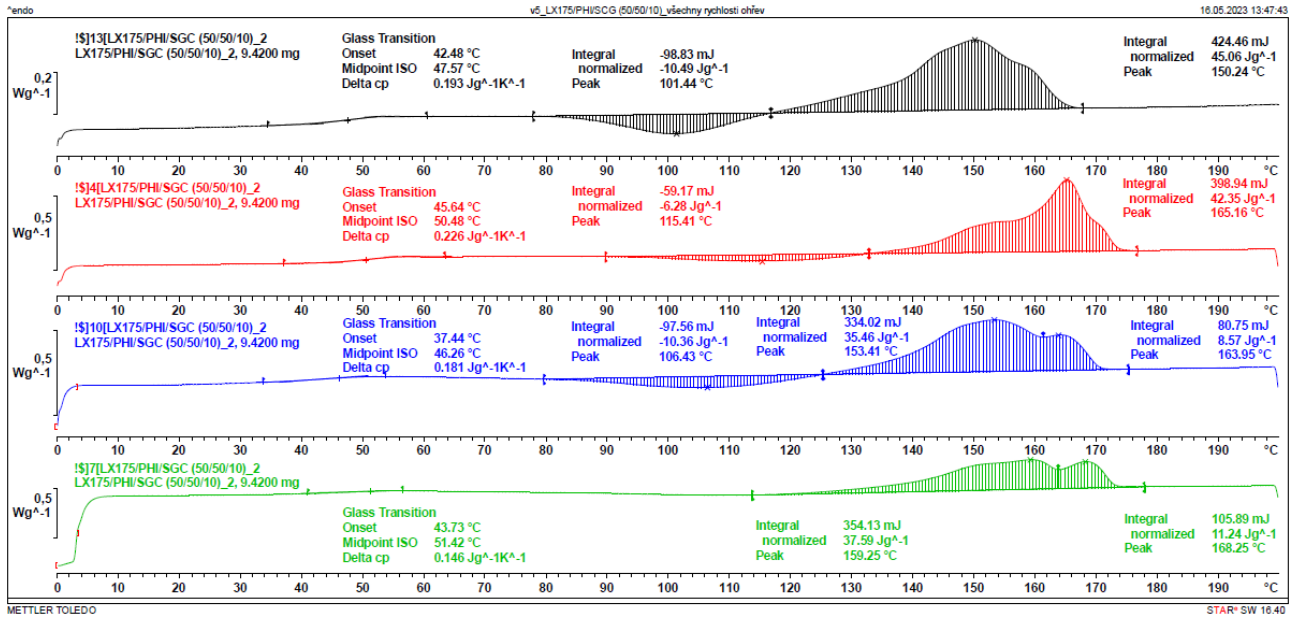 ^endo
v5_LX175/PHI/SCG (50/50/10)_všechny rychlosti ohřev
16.05.2023 13:47:43
!$]13[LX175/PHI/SGC (50/50/10)_2
LX175/PHI/SGC (50/50/10)_2, 9.4200 mg
Glass Transition
Onset 42.48 °C
Midpoint ISO 47.57 °C
Delta cp 0.193 Jg^-1K^-1
Integral -98.83 mJ
normalized -10.49 Jg^-1
Peak 101.44 °C
Integral 424.46 mJ
normalized 45.06 Jg^-1
Peak 150.24 °C
0,2
Wg^-1
0 10 20 30 40 50 60 70 80 90 100 110 120 130 140 150 160 170 180 190 °C
!$]4[LX175/PHI/SGC (50/50/10)_2
LX175/PHI/SGC (50/50/10)_2, 9.4200 mg
Glass Transition
Onset 45.64 °C
Midpoint ISO 50.48 °C
Delta cp 0.226 Jg^-1K^-1
Integral -59.17 mJ
normalized -6.28 Jg^-1
Peak 115.41 °C
Integral 398.94 mJ
normalized 42.35 Jg^-1
Peak 165.16 °C
0,5
Wg^-1
0 10 20 30 40 50 60 70 80 90 100 110 120 130 140 150 160 170 180 190 °C
!$]10[LX175/PHI/SGC (50/50/10)_2
LX175/PHI/SGC (50/50/10)_2, 9.4200 mg
Glass Transition
Onset 37.44 °C
Midpoint ISO 46.26 °C
Delta cp 0.181 Jg^-1K^-1
Integral -97.56 mJ
normalized -10.36 Jg^-1
Peak 106.43 °C
Integral 334.02 mJ
normalized 35.46 Jg^-1
Peak 153.41 °C
Integral 80.75 mJ
normalized 8.57 Jg^-1
Peak 163.95 °C
0,5
Wg^-1
0 10 20 30 40 50 60 70 80 90 100 110 120 130 140 150 160 170 180 190 °C
!$]7[LX175/PHI/SGC (50/50/10)_2
LX175/PHI/SGC (50/50/10)_2, 9.4200 mg
Glass Transition
Onset 43.73 °C
Midpoint ISO 51.42 °C
Delta cp 0.146 Jg^-1K^-1
Integral 354.13 mJ
normalized 37.59 Jg^-1
Peak 159.25 °C
Integral 105.89 mJ
normalized 11.24 Jg^-1
Peak 168.25 °C
0,5
Wg^-1
0 10 20 30 40 50 60 70 80 90 100 110 120 130 140 150 160 170 180 190 °C
METTLER TOLEDO
STARᵉ SW 16.40